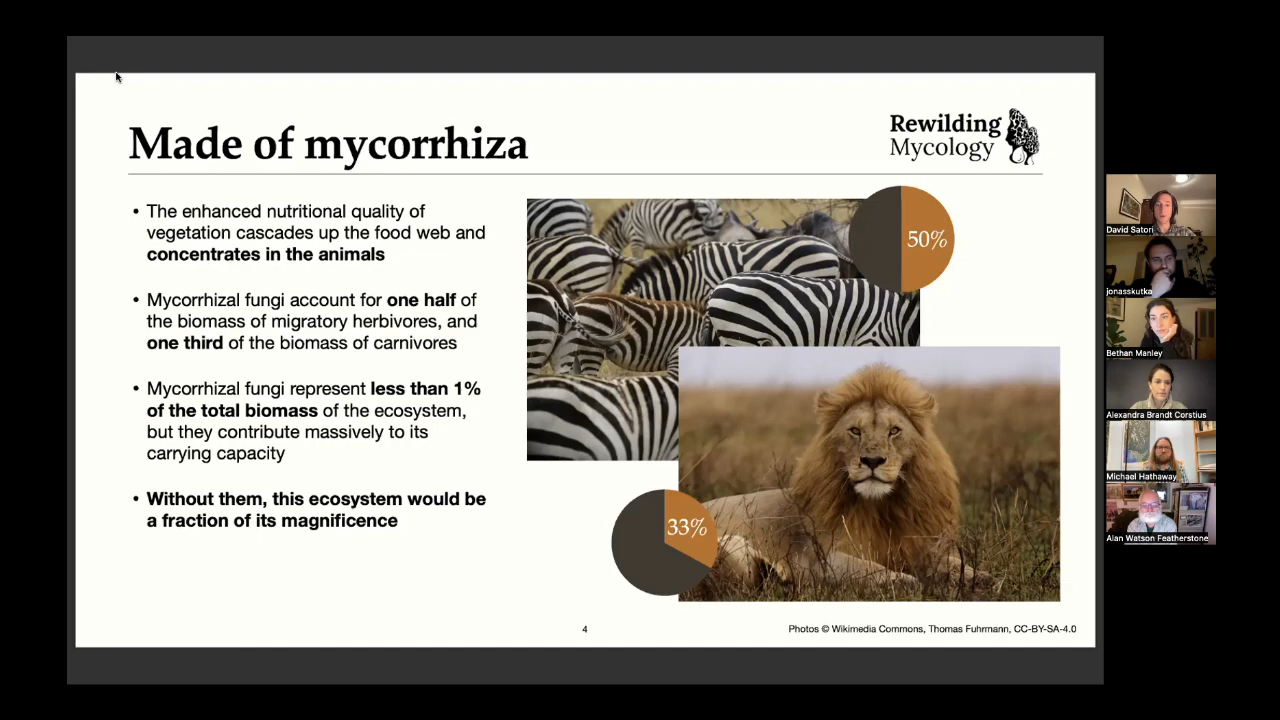 Made of mycorrhiza
Rewilding
Mycology
• The enhanced nutritional quality of
vegetation cascades up the food web and
concentrates in the animals
• Mycorrhizal fungi account for one half of
the biomass of migratory herbivores, and
one third of the biomass of carnivores
• Mycorrhizal fungi represent less than 1%
of the total biomass of the ecosystem,
but they contribute massively to its
carrying capacity
• Without them, this ecosystem would be
a fraction of its magnificence
50%
33%
4
Photos © Wikimedia Commons, Thomas Fuhrmann, CC-BY-SA-4.0
David Satori
jonasskutka
Bethan Manley
Alexandra Brandt Corstius
Michael Hathaway
Alan Watson Featherstone